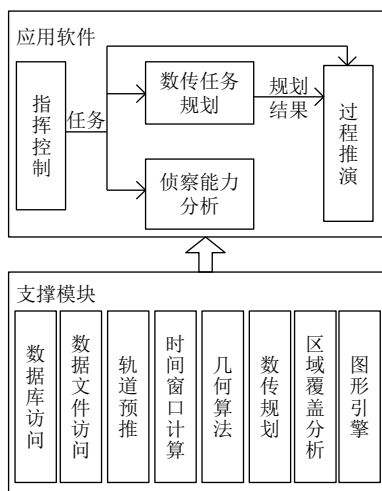 应用软件
指挥控制
任务
数传任务
规划
规划
结果
过程推演
侦察能力
分析
支撑模块
数据库访问
数据文件访问
轨道预推
时间窗口计算
几何算法
数传规划
区域覆盖分析
图形引擎